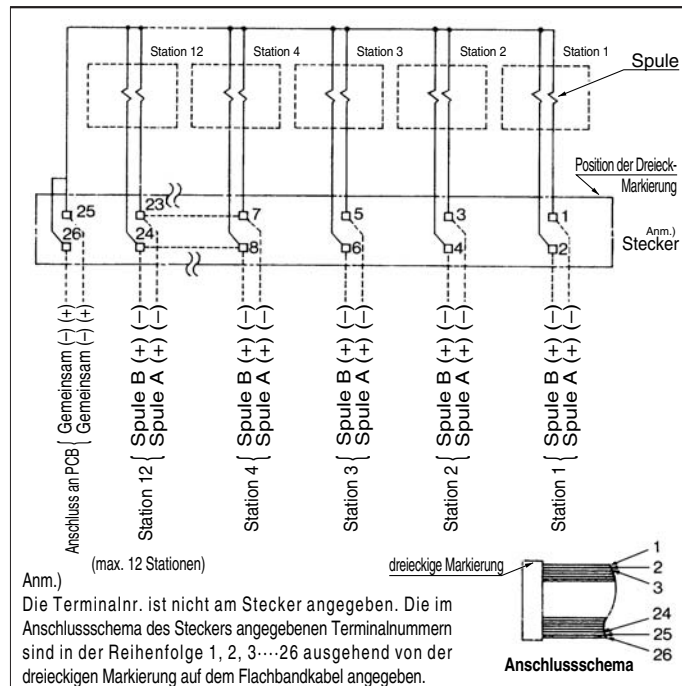 Station 12
Station 4
Station 3
Station 2
Station 1
Spule
Position der Dreieck-
Markierung
Anm.)
Stecker
25
23
7
5
3
1
26
24
8
6
4
2
Anschluss an PCB { Gemeinsam (−) (+)
Gemeinsam (−) (+)
Station 12 { Spule B (+) (−)
Spule A (+) (−)
Station 4 { Spule B (+) (−)
Spule A (+) (−)
Station 3 { Spule B (+) (−)
Spule A (+) (−)
Station 2 { Spule B (+) (−)
Spule A (+) (−)
Station 1 { Spule B (+) (−)
Spule A (+) (−)
(max. 12 Stationen)
dreieckige Markierung
1
2
3
24
25
26
Anschlussschema
Anm.)
Die Terminalnr. ist nicht am Stecker angegeben. Die im
Anschlussschema des Steckers angegebenen Terminalnummern
sind in der Reihenfolge 1, 2, 3····26 ausgehend von der
dreieckigen Markierung auf dem Flachbandkabel angegeben.